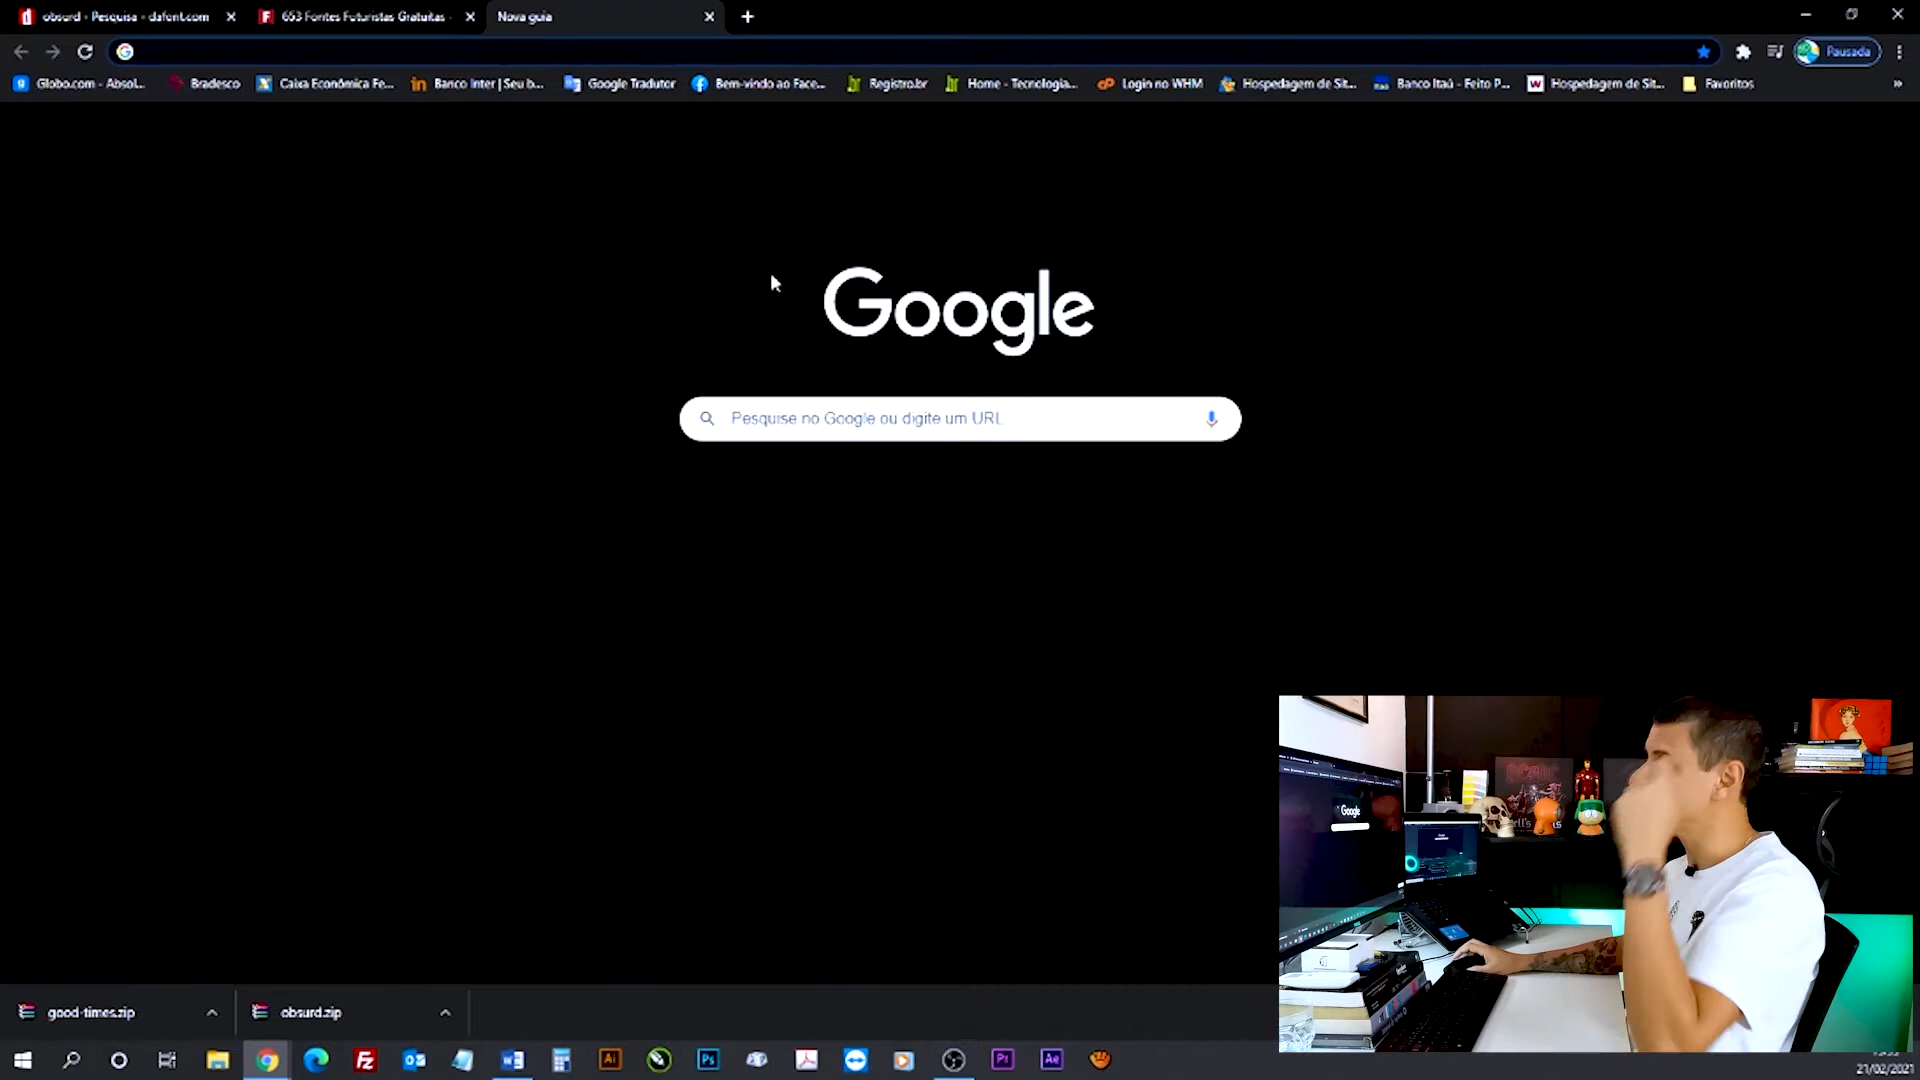 obsurd - Pesquisa - dafont.com
653 Fontes Futuristas Gratuitas -
Nova guia
Pausada
Globo.com - Absol...
Bradesco
Caixa Econômica Fe...
Banco Inter | Seu b...
Google Tradutor
Bem-vindo ao Face...
Registro.br
Home - Tecnologia...
Login no WHM
Hospedagem de Sit...
Banco Itaú - Feito P...
Hospedagem de Sit...
Favoritos
Google
Pesquise no Google ou digite um URL
Google
good-times.zip
obsurd.zip
21/02/2021